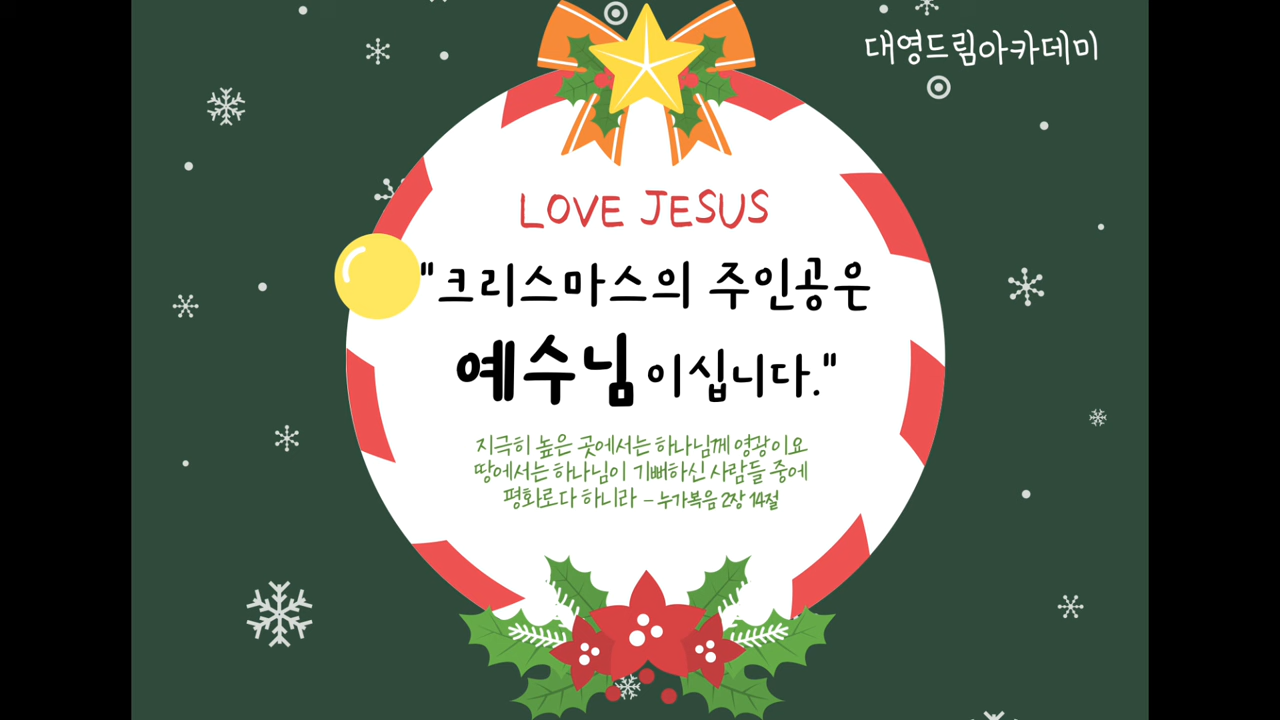 대영드림아카데미
LOVE JESUS
"크리스마스의 주인공은
예수님이십니다."
지극히 높은 곳에서는 하나님께 영광이요
땅에서는 하나님이 기뻐하신 사람들 중에
평화로다 하니라 - 누가복음 2장 14절